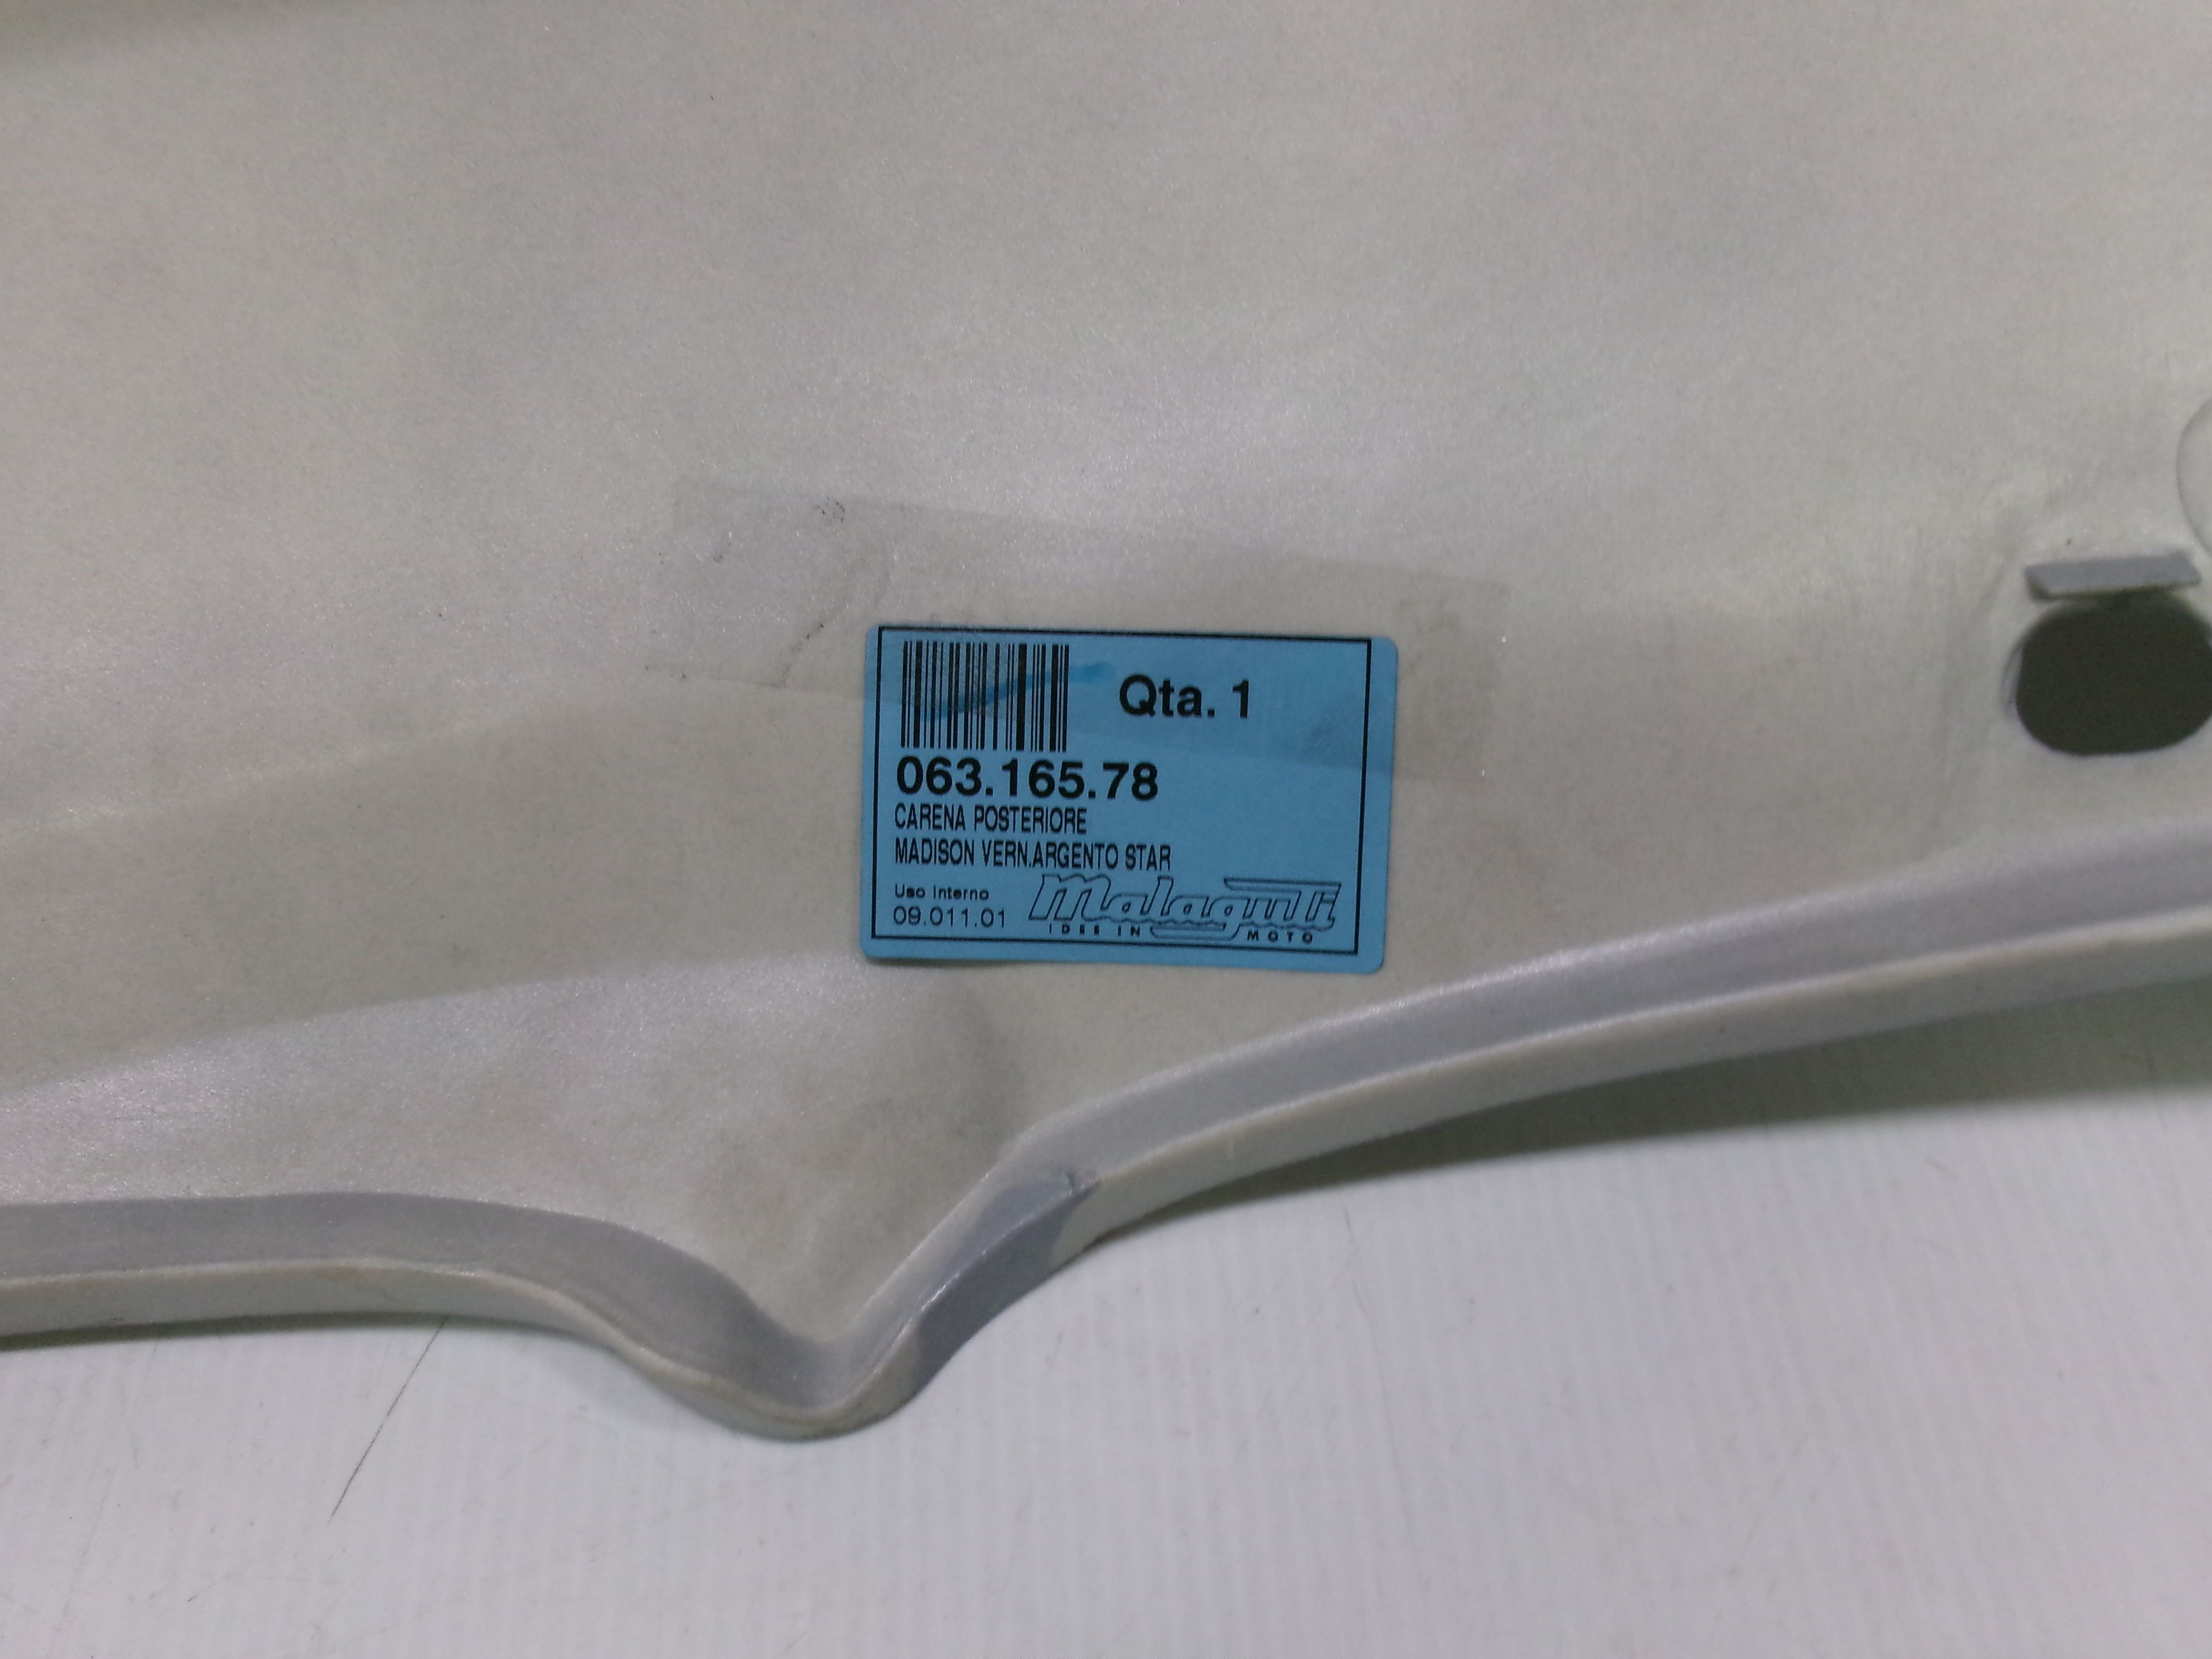 Qta. 1
063.165.78
CARENA POSTERIORE
MADISON VERN.ARGENTO STAR
Uso Interno
09.011.01
Malaguti
IDEE IN MOTO